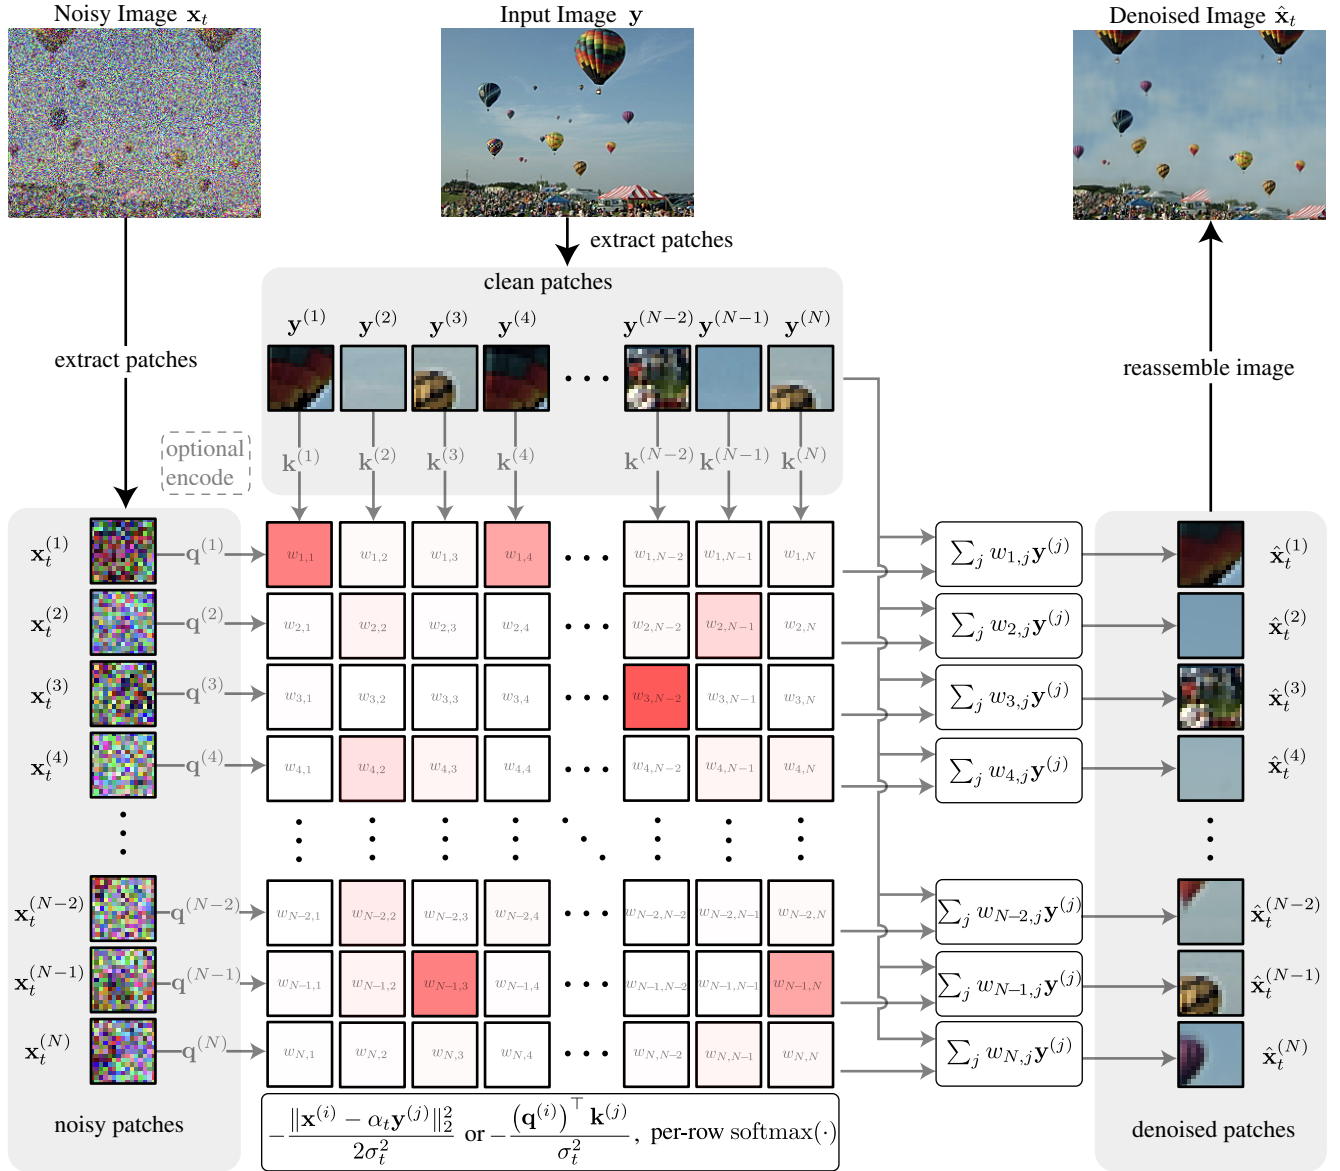 Noisy Image x_t
Input Image y
Denoised Image x̂_t
extract patches
clean patches
y^(1) y^(2) y^(3) y^(4) · · · y^(N−2) y^(N−1) y^(N)
extract patches
reassemble image
optional
encode
k^(1) k^(2) k^(3) k^(4) k^(N−2) k^(N−1) k^(N)
x_t^(1) q^(1) w_{1,1} w_{1,2} w_{1,3} w_{1,4} · · · w_{1,N−2} w_{1,N−1} w_{1,N} ∑_j w_{1,j} y^(j) x̂_t^(1)
x_t^(2) q^(2) w_{2,1} w_{2,2} w_{2,3} w_{2,4} · · · w_{2,N−2} w_{2,N−1} w_{2,N} ∑_j w_{2,j} y^(j) x̂_t^(2)
x_t^(3) q^(3) w_{3,1} w_{3,2} w_{3,3} w_{3,4} · · · w_{3,N−2} w_{3,N−1} w_{3,N} ∑_j w_{3,j} y^(j) x̂_t^(3)
x_t^(4) q^(4) w_{4,1} w_{4,2} w_{4,3} w_{4,4} · · · w_{4,N−2} w_{4,N−1} w_{4,N} ∑_j w_{4,j} y^(j) x̂_t^(4)
x_t^(N−2) q^(N−2) w_{N−2,1} w_{N−2,2} w_{N−2,3} w_{N−2,4} · · · w_{N−2,N−2} w_{N−2,N−1} w_{N−2,N} ∑_j w_{N−2,j} y^(j) x̂_t^(N−2)
x_t^(N−1) q^(N−1) w_{N−1,1} w_{N−1,2} w_{N−1,3} w_{N−1,4} · · · w_{N−1,N−2} w_{N−1,N−1} w_{N−1,N} ∑_j w_{N−1,j} y^(j) x̂_t^(N−1)
x_t^(N) q^(N) w_{N,1} w_{N,2} w_{N,3} w_{N,4} · · · w_{N,N−2} w_{N,N−1} w_{N,N} ∑_j w_{N,j} y^(j) x̂_t^(N)
noisy patches
−‖x^(i) − α_t y^(j)‖_2^2 / 2σ_t^2 or −(q^(i))^⊤ k^(j) / σ_t^2, per-row softmax(·)
denoised patches